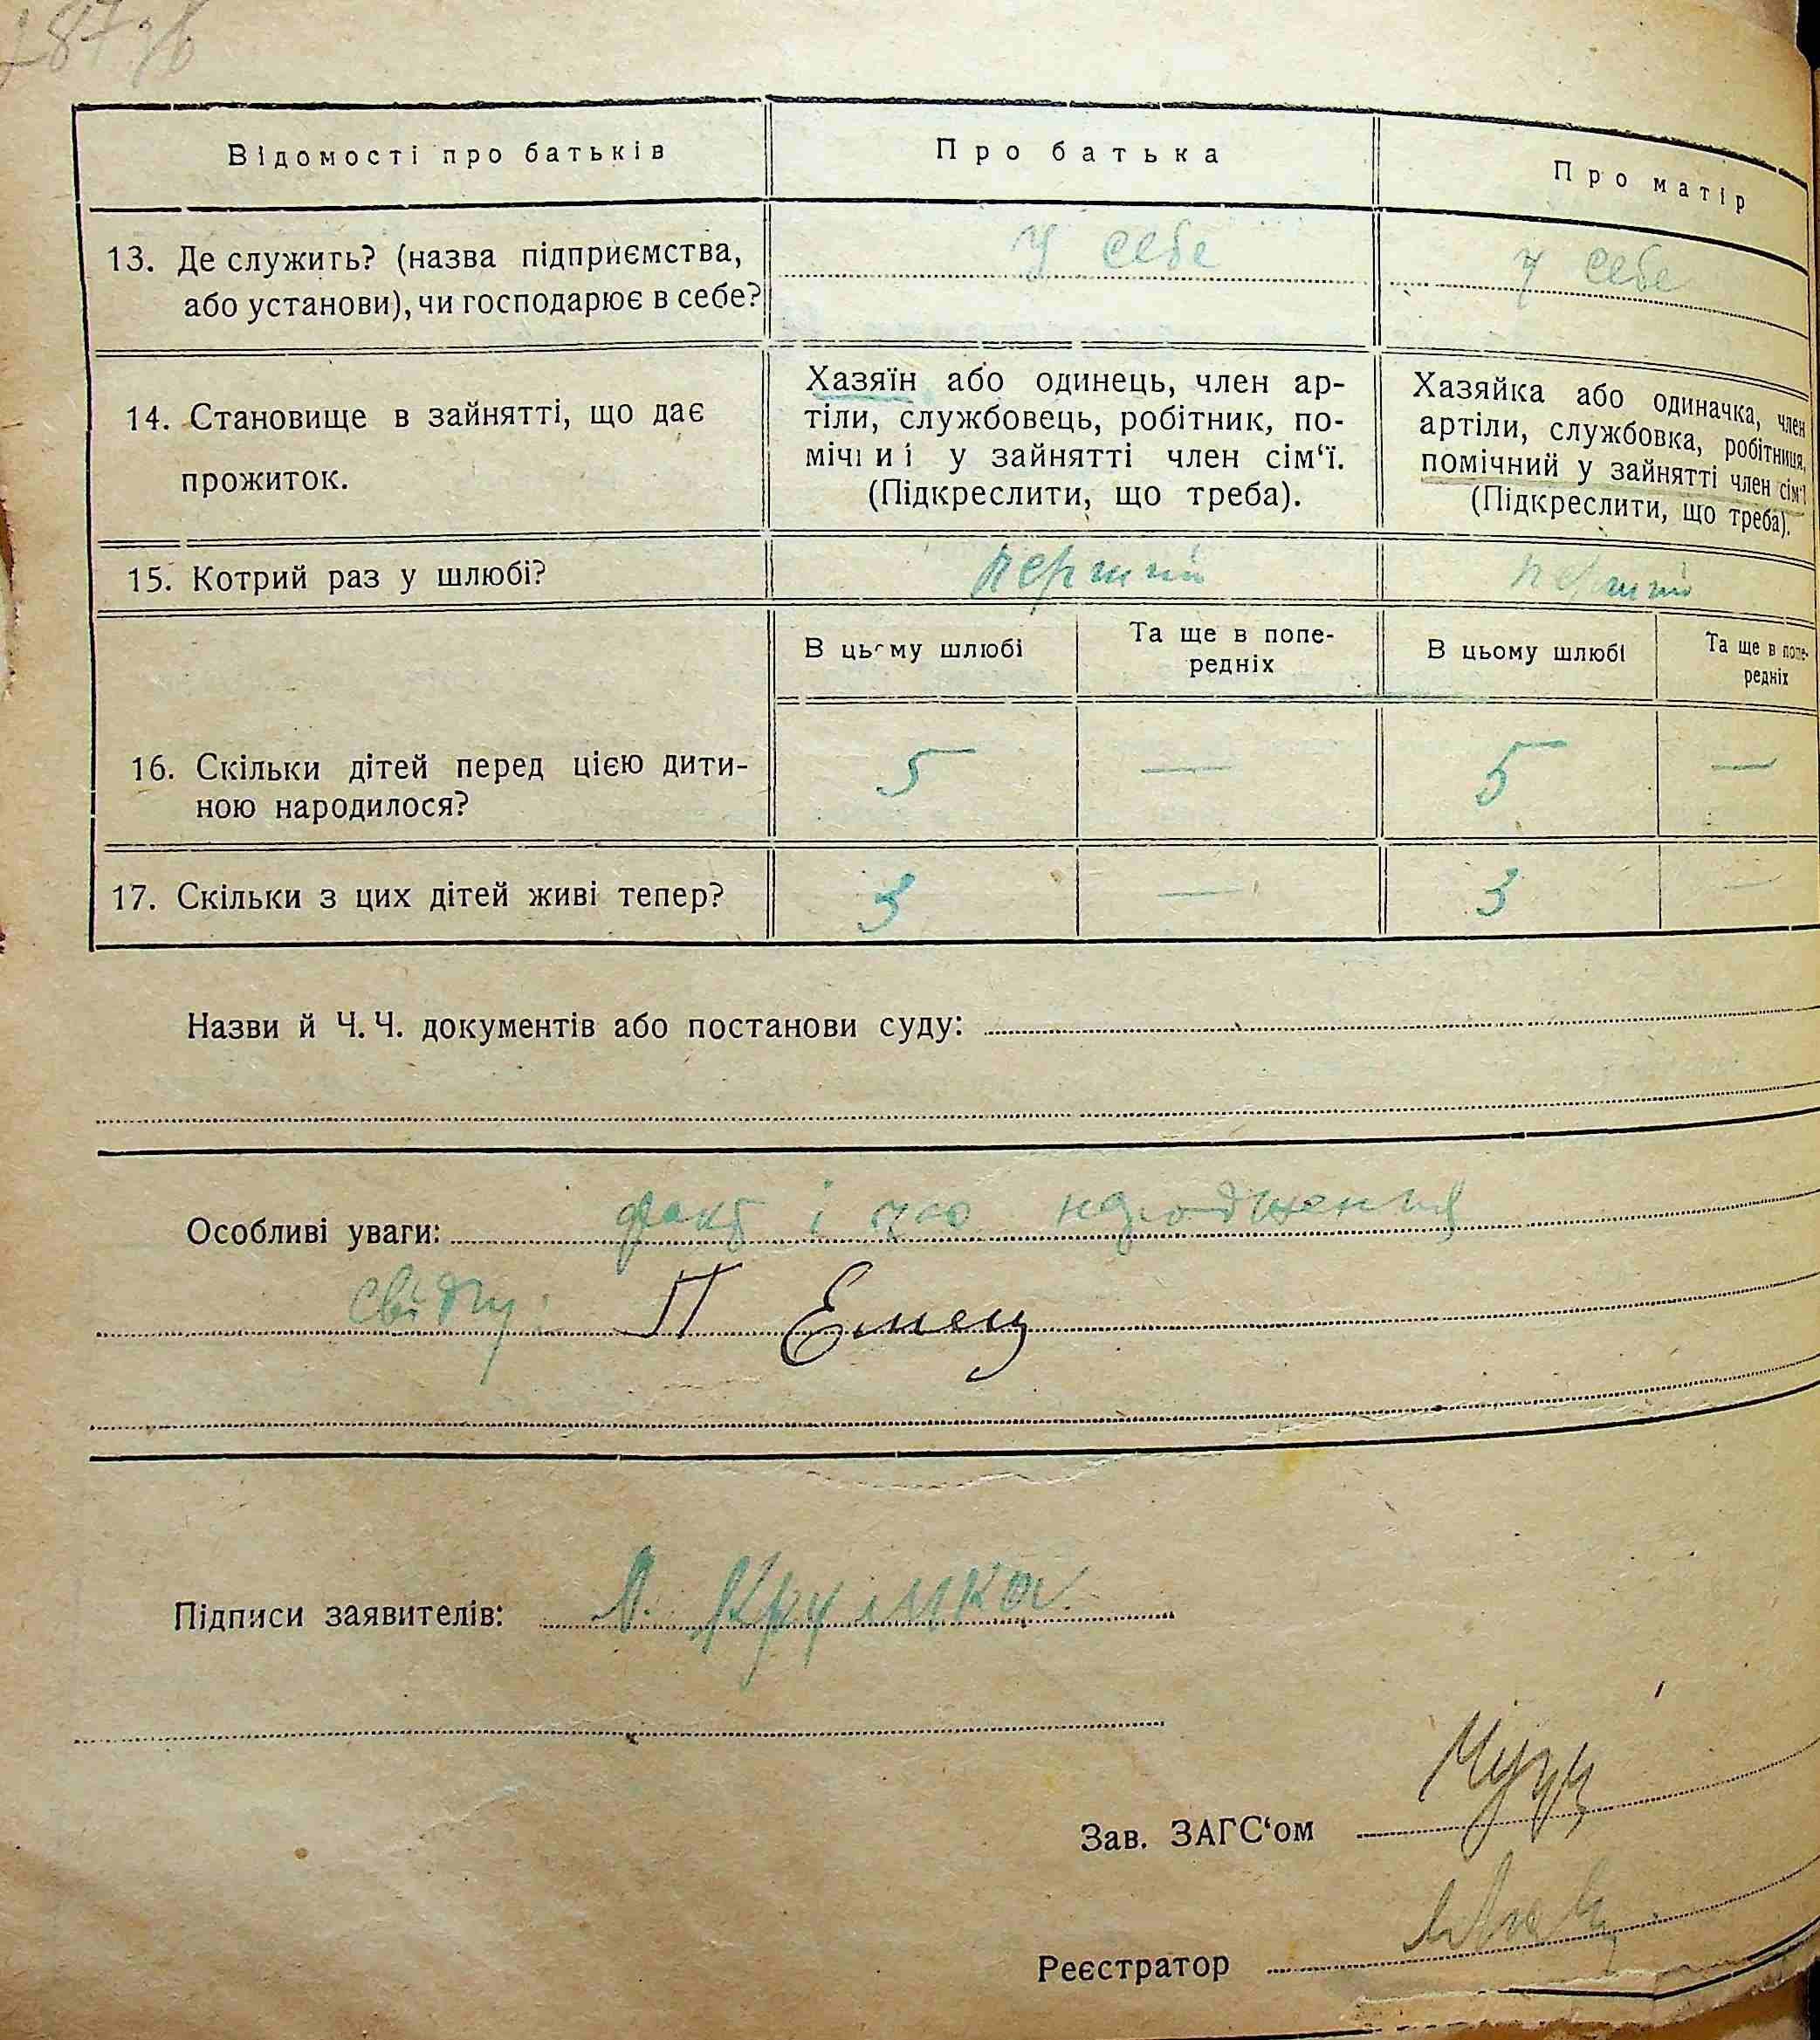 Відомості про батьків
Про батька
Про матір
13. Де служить? (назва підприємства,
або установи), чи господарює в себе?
у себе
у себе
14. Становище в зайнятті, що дає
прожиток.
Хазяїн або одинець, член ар-
тіли, службовець, робітник, по-
мічн и і у зайнятті член сім‘ї.
(Підкреслити, що треба).
Хазяйка або одиначка, член
артіли, службовка, робітниця,
помічний у зайнятті член сім‘ї
(Підкреслити, що треба).
15. Котрий раз у шлюбі?
перший
перший
В цьому шлюбі
Та ще в попе-
редніх
В цьому шлюбі
Та ще в попе-
редніх
16. Скільки дітей перед цією дити-
ною народилося?
5 — 5 —
17. Скільки з цих дітей живі тепер?
3 — 3 —
Назви й Ч. Ч. документів або постанови суду:
Особливі уваги: факт і час народження
П Емец
Підписи заявителів:
Зав. ЗАГС‘ом
Реєстратор